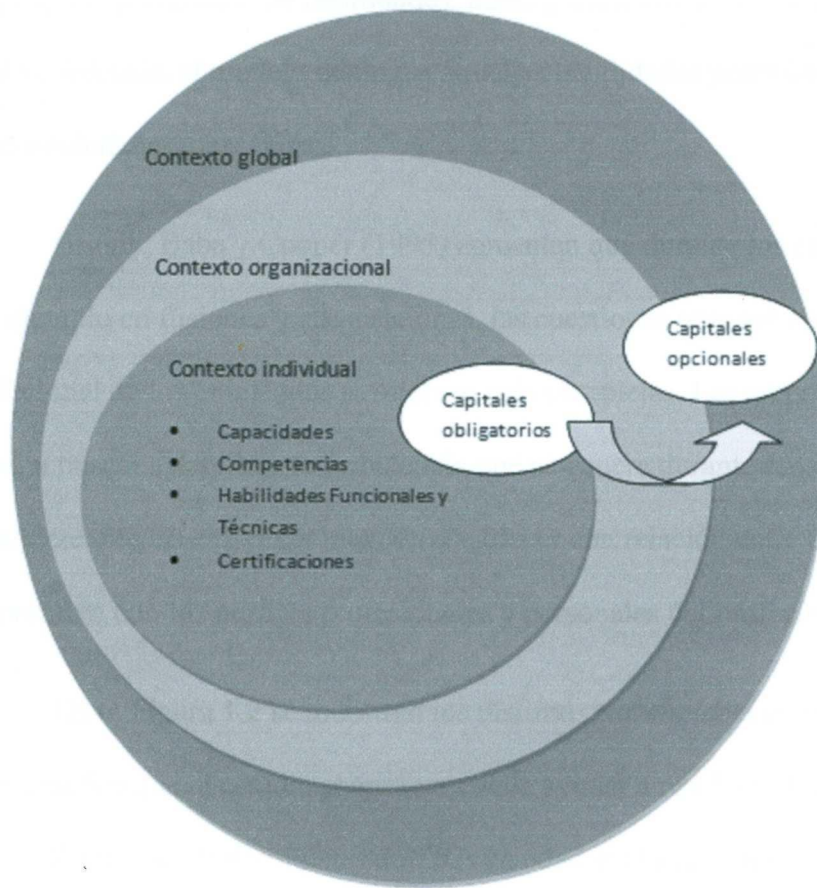 Contexto global
Contexto organizacional
Capitales
opcionales
Contexto individual
Capitales
obligatorios
• Capacidades
• Competencias
• Habilidades Funcionales y
Técnicas
• Certificaciones